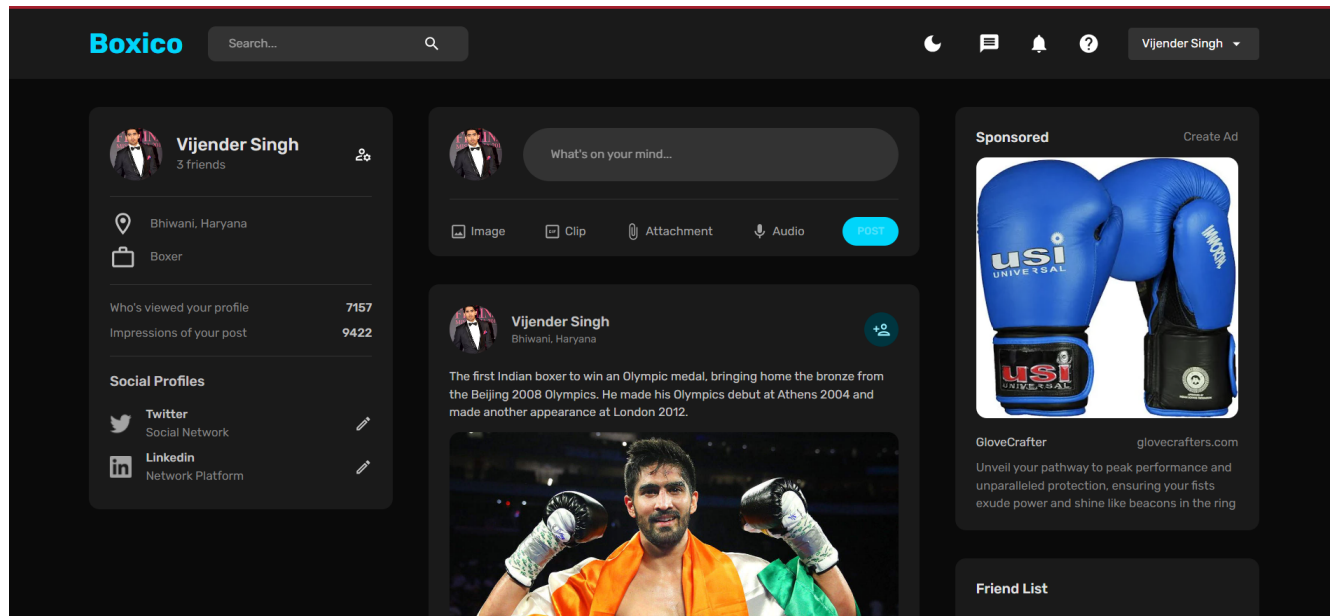 Boxico
Search...
Vijender Singh
Vijender Singh
3 friends
Bhiwani, Haryana
Boxer
Who's viewed your profile 7157
Impressions of your post 9422
Social Profiles
Twitter
Social Network
Linkedin
Network Platform
What's on your mind...
Image
GIF Clip
Attachment
Audio
POST
Vijender Singh
Bhiwani, Haryana
The first Indian boxer to win an Olympic medal, bringing home the bronze from
the Beijing 2008 Olympics. He made his Olympics debut at Athens 2004 and
made another appearance at London 2012.
Sponsored Create Ad
usi
UNIVERSAL
IMMORTAL
usi
UNIVERSAL
GloveCrafter glovecrafters.com
Unveil your pathway to peak performance and
unparalleled protection, ensuring your fists
exude power and shine like beacons in the ring
Friend List